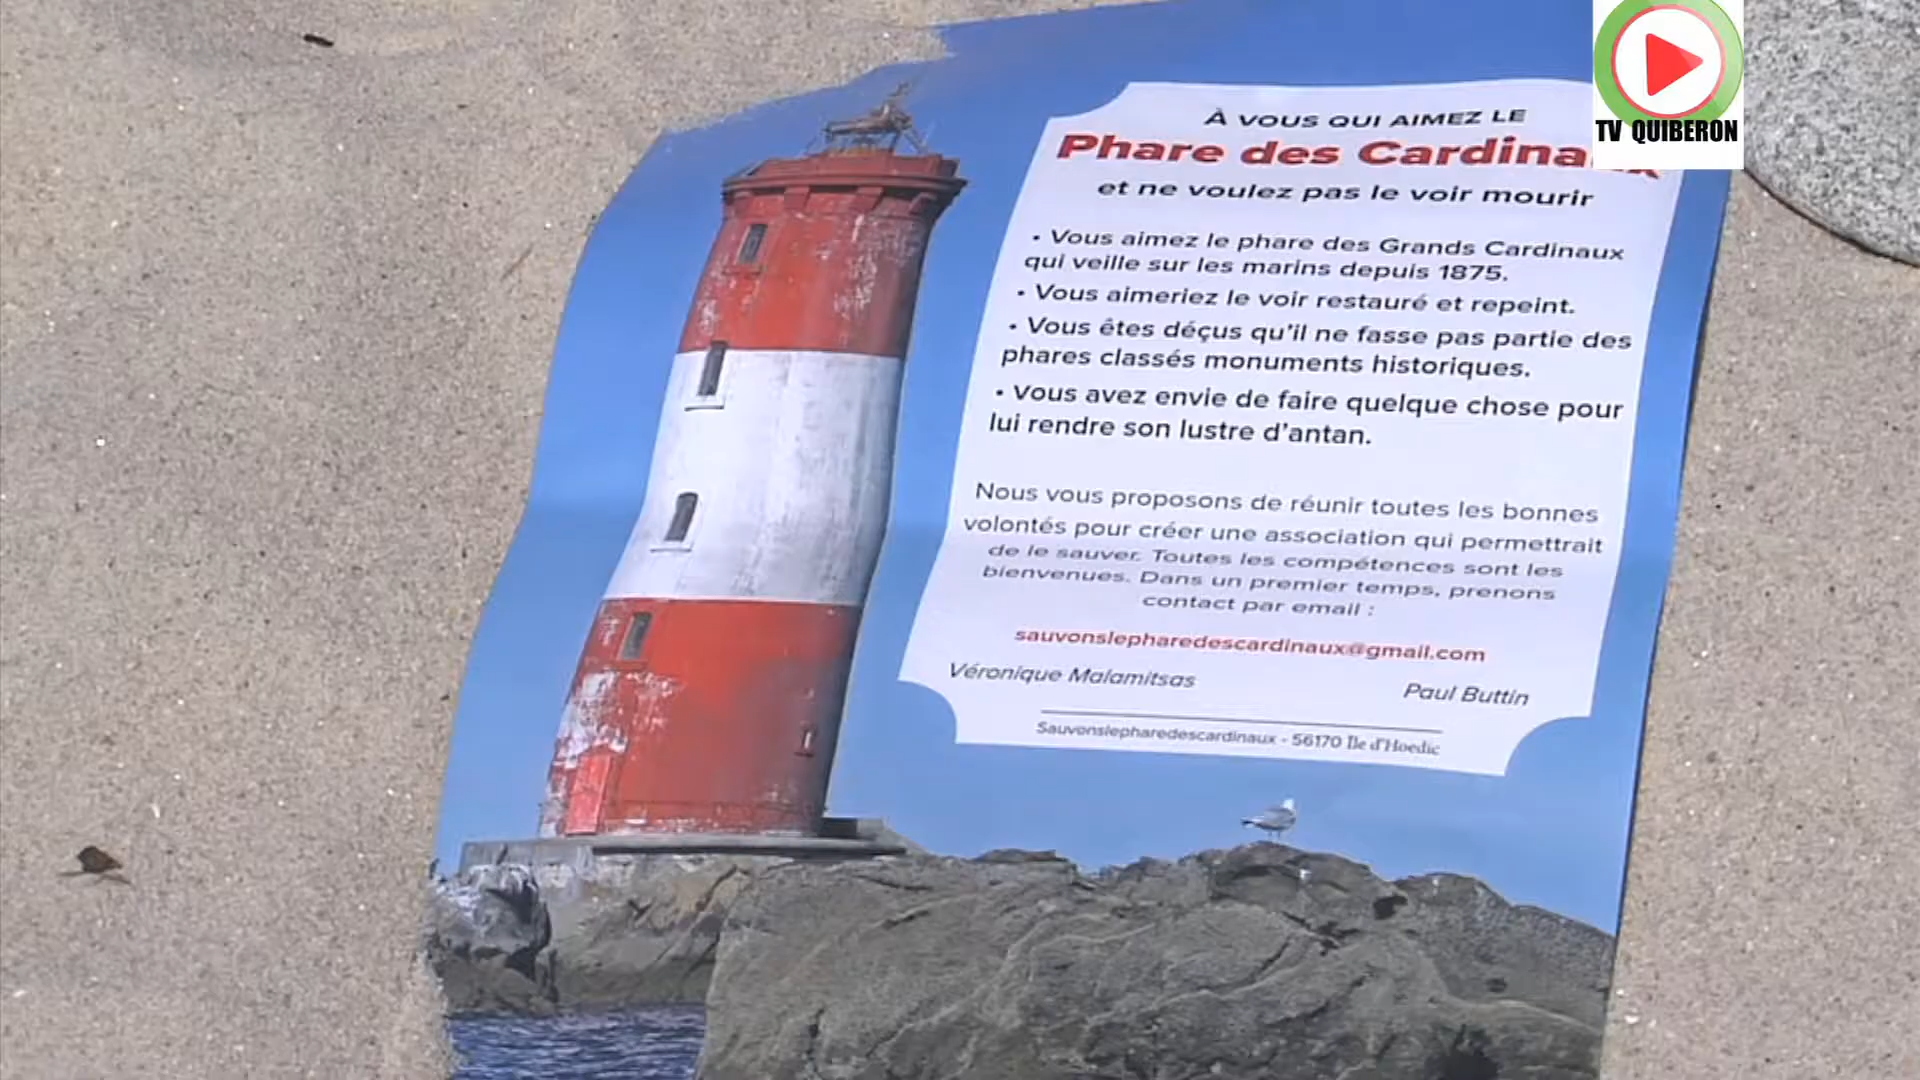 À VOUS QUI AIMEZ LE
TV QUIBERON
Phare des
et ne voulez pas le voir mourir
• Vous aimez le phare des Grands Cardinaux
qui veille sur les marins depuis 1875.
• Vous aimeriez le voir restauré et repeint.
• Vous êtes déçus qu'il ne fasse pas partie des
phares classés monuments historiques.
• Vous avez envie de faire quelque chose pour
lui rendre son lustre d'antan.
Nous vous proposons de réunir toutes les bonnes
volontés pour créer une association qui permettrait
de le sauver. Toutes les compétences sont les
bienvenues. Dans un premier temps, prenons
contact par email :
sauvonslepharedescardinaux@gmail.com
Véronique Malamitsas
Paul Buttin
Sauvonslepharedescardinaux - 56170 Ile d'Hoedic